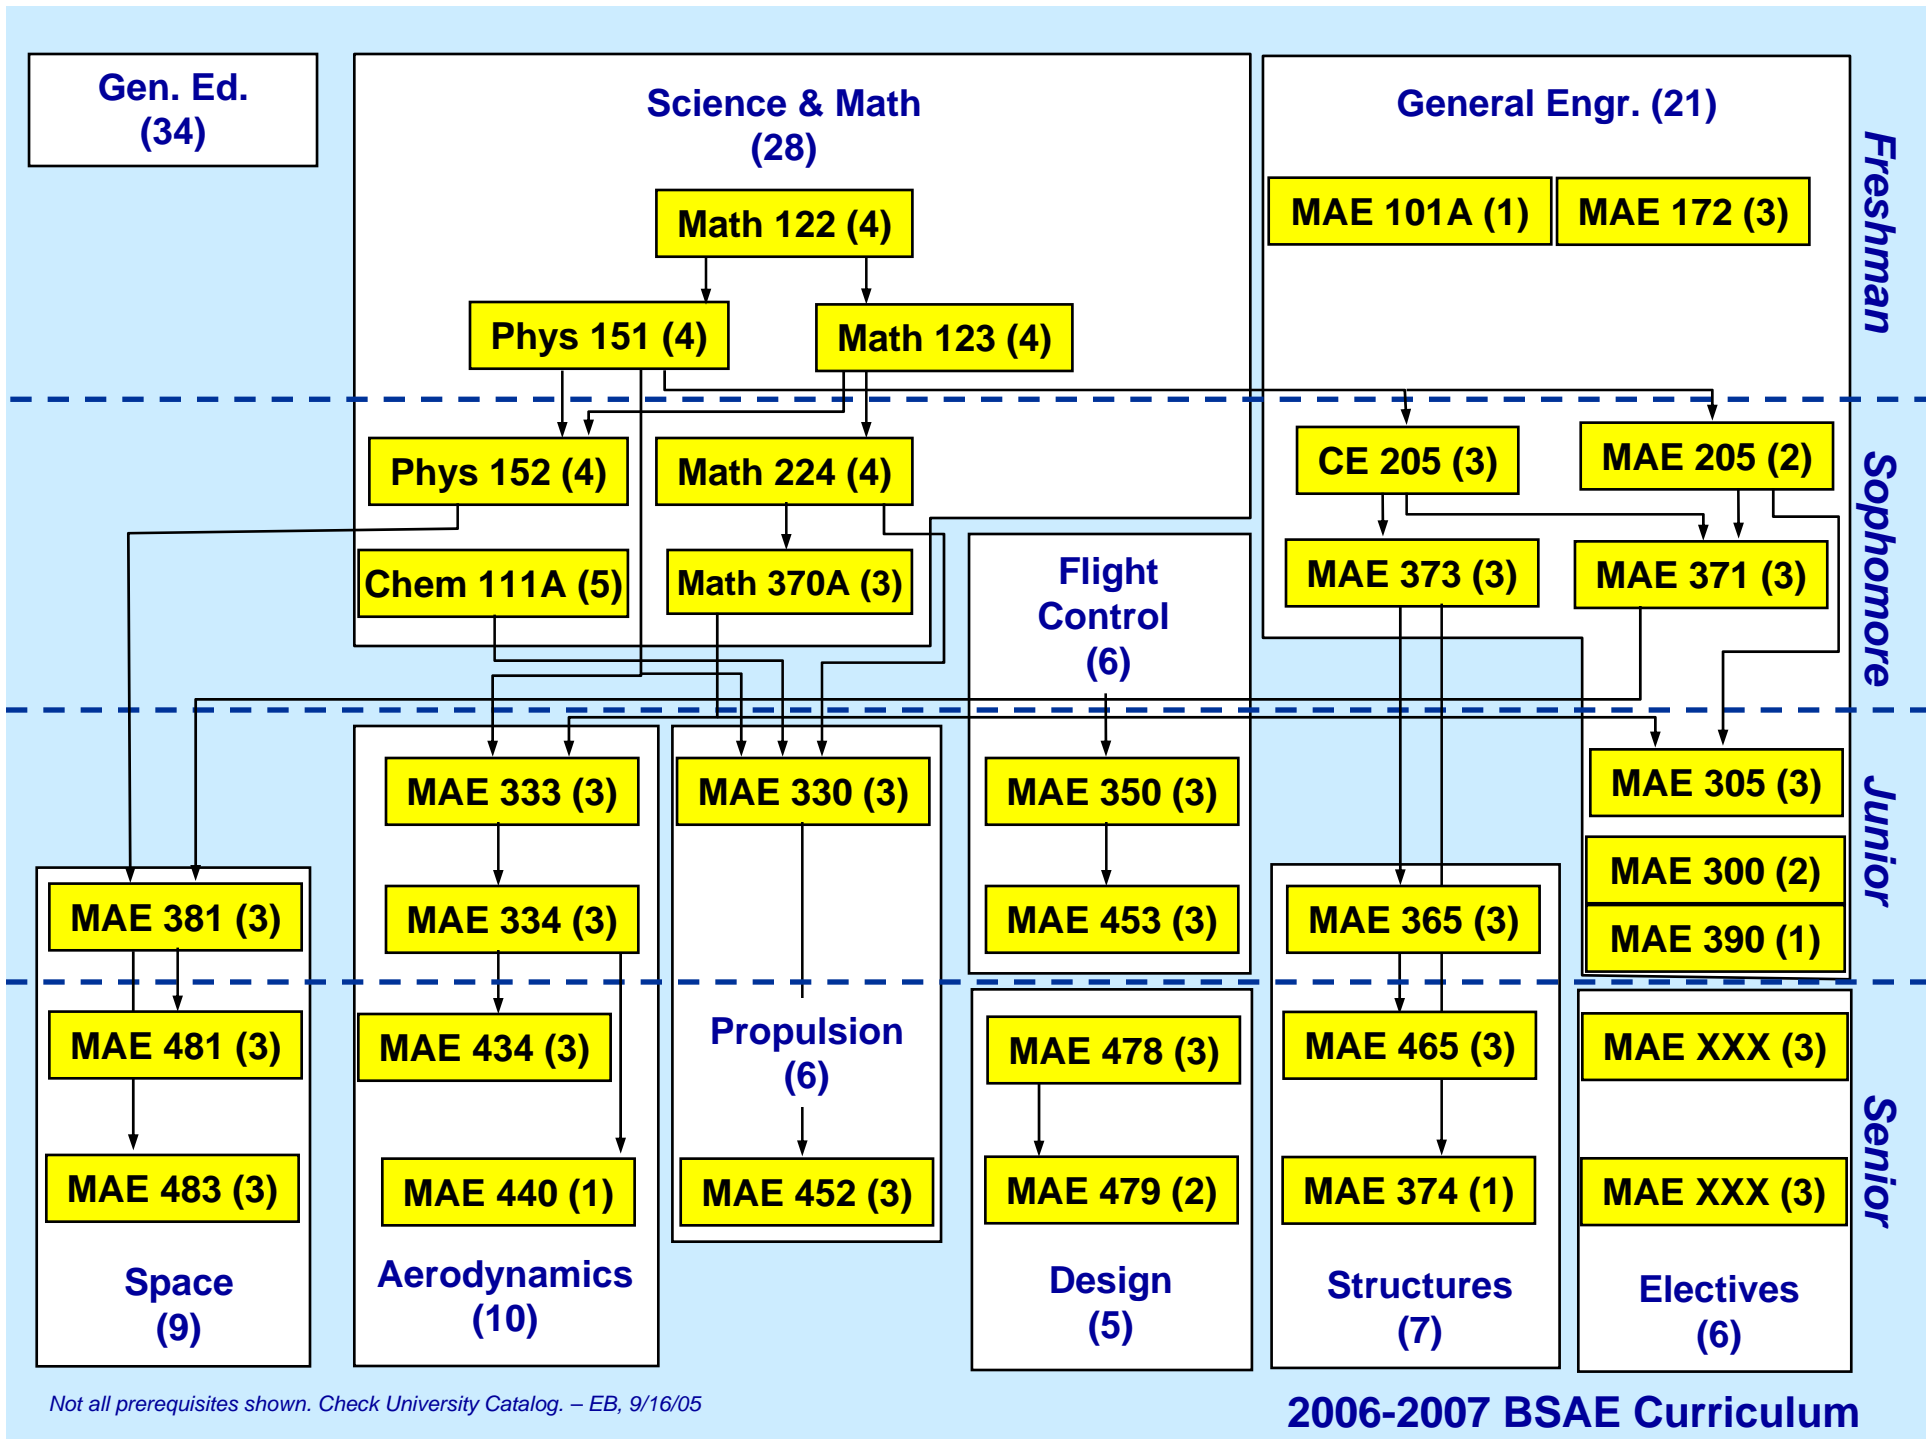 Gen. Ed.
(34)
Science & Math
(28)
General Engr. (21)
Freshman
MAE 101A (1)
MAE 172 (3)
Math 122 (4)
Phys 151 (4)
Math 123 (4)
Sophomore
Phys 152 (4)
Math 224 (4)
CE 205 (3)
MAE 205 (2)
Chem 111A (5)
Math 370A (3)
Flight
Control
(6)
MAE 373 (3)
MAE 371 (3)
Junior
MAE 333 (3)
MAE 330 (3)
MAE 350 (3)
MAE 305 (3)
MAE 300 (2)
MAE 381 (3)
MAE 334 (3)
MAE 453 (3)
MAE 365 (3)
MAE 390 (1)
Senior
MAE 481 (3)
MAE 434 (3)
Propulsion
(6)
MAE 478 (3)
MAE 465 (3)
MAE XXX (3)
MAE 483 (3)
MAE 440 (1)
MAE 452 (3)
MAE 479 (2)
MAE 374 (1)
MAE XXX (3)
Space
(9)
Aerodynamics
(10)
Design
(5)
Structures
(7)
Electives
(6)
Not all prerequisites shown. Check University Catalog. – EB, 9/16/05
2006-2007 BSAE Curriculum